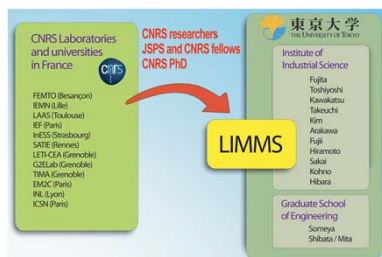 CNRS Laboratories
and universities
in France
cnrs
FEMTO (Besançon)
IEMN (Lille)
LAAS (Toulouse)
IEF (Paris)
InESS (Strasbourg)
SATIE (Rennes)
LETI-CEA (Grenoble)
G2ELab (Grenoble)
TIMA (Grenoble)
EM2C (Paris)
INL (Lyon)
ICSN (Paris)
CNRS researchers
JSPS and CNRS fellows
CNRS PhD
LIMMS
東京大学
THE UNIVERSITY OF TOKYO
Institute of
Industrial Science
Fujita
Toshiyoshi
Kawakatsu
Takeuchi
Kim
Arakawa
Fujii
Hiramoto
Sakai
Kohno
Hibara
Graduate School
of Engineering
Someya
Shibata / Mita